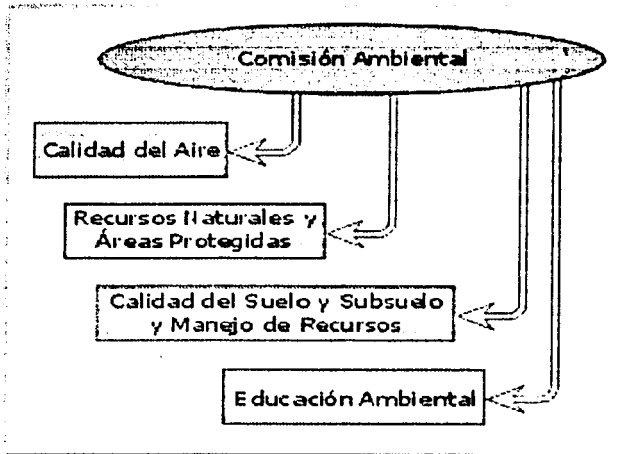 Comisión Ambiental
Calidad del Aire
Recursos Naturales y
Áreas Protegidas
Calidad del Suelo y Subsuelo
y Manejo de Recursos
Educación Ambiental